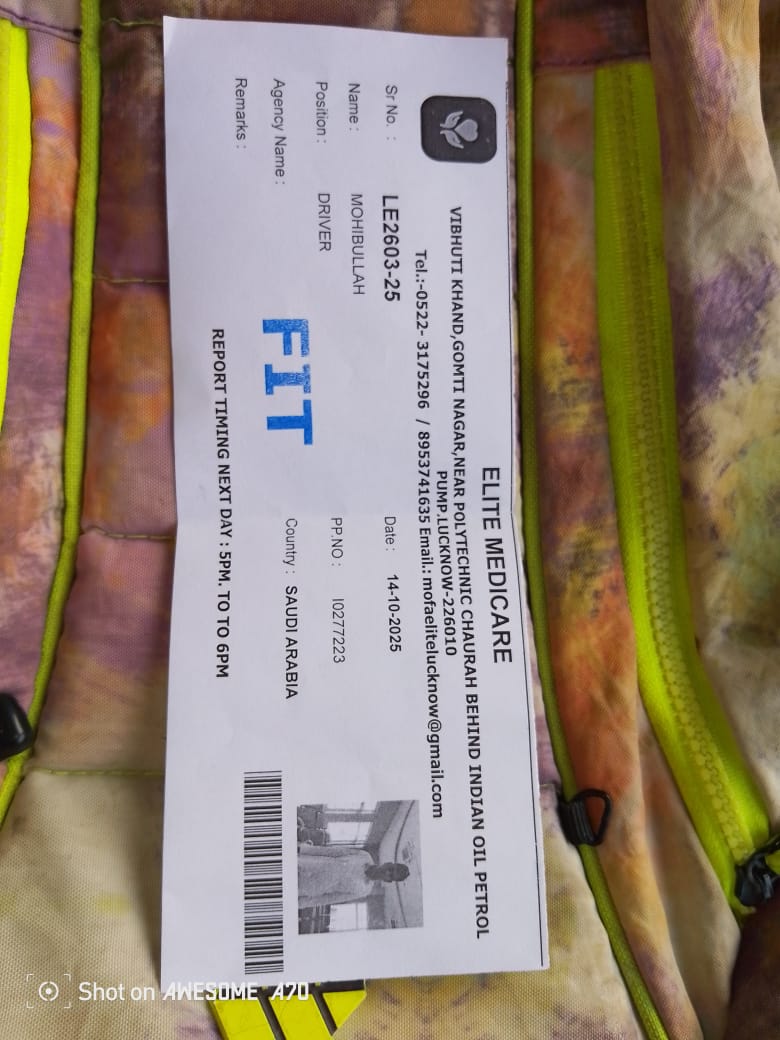 ELITE MEDICARE
VIBHUTI KHAND,GOMTI NAGAR,NEAR POLYTECHNIC CHAURAH BEHIND INDIAN OIL PETROL
PUMP.LUCKNOW-226010
Tel.:-0522- 3175296 / 8953741635 Email.: mofaelitelucknow@gmail.com
Sr No. : LE2603-25 Date : 14-10-2025
Name : MOHIBULLAH
Position : DRIVER PP.NO : I0277223
Agency Name : Country : SAUDI ARABIA
FIT
Remarks :
REPORT TIMING NEXT DAY : 5PM. TO TO 6PM
Shot on AWESOME A70